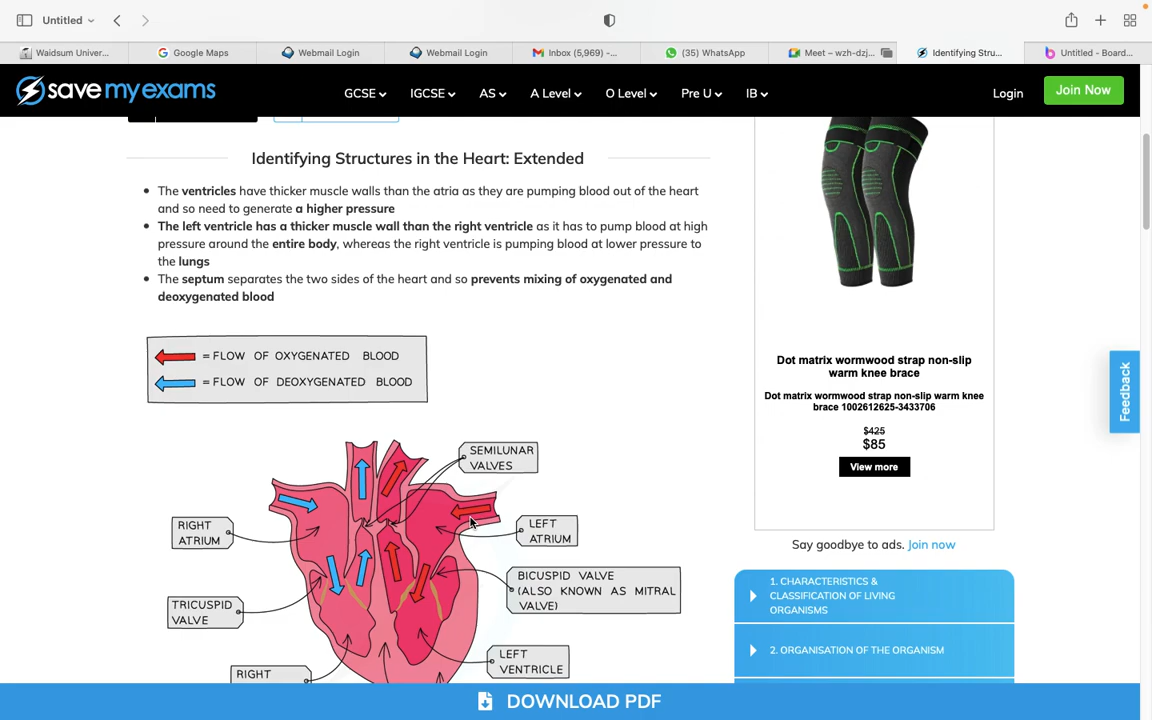 Untitled
Waidsum Univer...
Google Maps
Webmail Login
Webmail Login
Inbox (5,969) -...
(35) WhatsApp
Meet – wzh-dzj...
Identifying Stru...
Untitled - Board...
save my exams
GCSE
IGCSE
AS
A Level
O Level
Pre U
IB
Login
Join Now
Identifying Structures in the Heart: Extended
The ventricles have thicker muscle walls than the atria as they are pumping blood out of the heart
and so need to generate a higher pressure
The left ventricle has a thicker muscle wall than the right ventricle as it has to pump blood at high
pressure around the entire body, whereas the right ventricle is pumping blood at lower pressure to
the lungs
The septum separates the two sides of the heart and so prevents mixing of oxygenated and
deoxygenated blood
= FLOW OF OXYGENATED BLOOD
= FLOW OF DEOXYGENATED BLOOD
SEMILUNAR
VALVES
RIGHT
ATRIUM
LEFT
ATRIUM
BICUSPID VALVE
(ALSO KNOWN AS MITRAL
VALVE)
TRICUSPID
VALVE
LEFT
VENTRICLE
RIGHT
Dot matrix wormwood strap non-slip
warm knee brace
Dot matrix wormwood strap non-slip warm knee
brace 1002612625-3433706
$425
$85
View more
Say goodbye to ads. Join now
1. CHARACTERISTICS &
CLASSIFICATION OF LIVING
ORGANISMS
2. ORGANISATION OF THE ORGANISM
Feedback
DOWNLOAD PDF